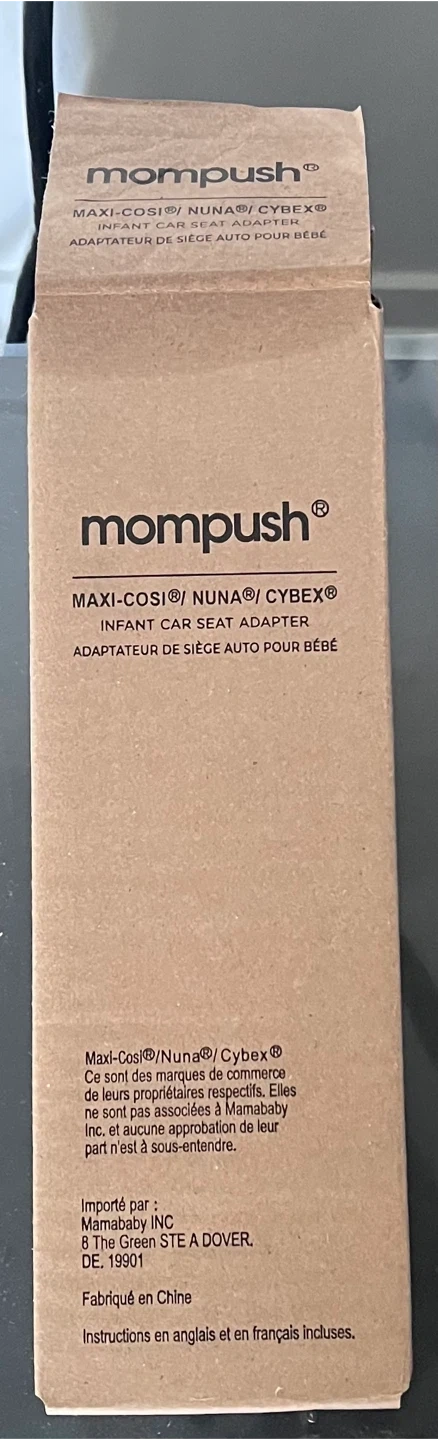 mompush®
MAXI-COSI®/ NUNA®/ CYBEX®
INFANT CAR SEAT ADAPTER
ADAPTATEUR DE SIÈGE AUTO POUR BÉBÉ
mompush®
MAXI-COSI®/ NUNA®/ CYBEX®
INFANT CAR SEAT ADAPTER
ADAPTATEUR DE SIÈGE AUTO POUR BÉBÉ
Maxl-Cosl®/Nuna®/ Cybex®
Ce sont des marques de commerce
de leurs propriétaires respectifs. Elles
ne sont pas associées à Mamababy
Inc. et aucune approbation de leur
part n'est à sous-entendre.
Importé par :
Mamababy INC
8 The Green STE A DOVER.
DE. 19901
Fabriqué en Chine
Instructions en anglais et en français incluses.